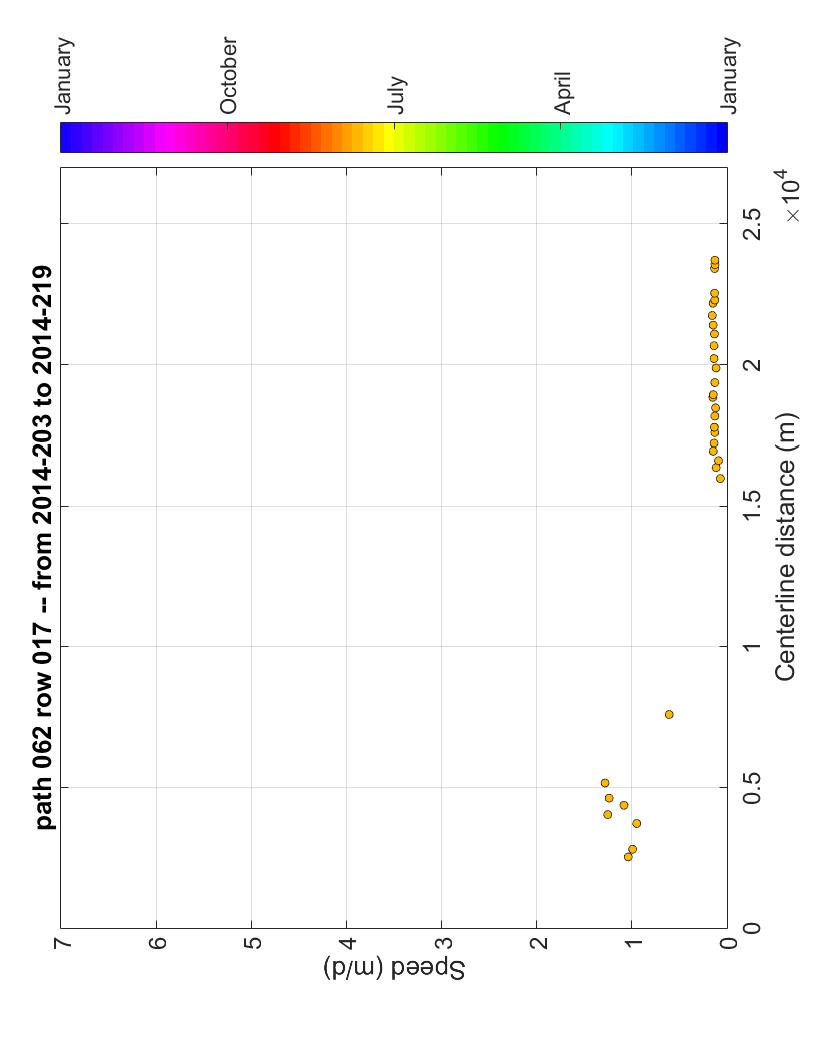 path 062 row 017 -- from 2014-203 to 2014-219
7
6
5
4
3
2
1
0
Speed (m/d)
0
0.5
1
1.5
2
2.5
×10^4
Centerline distance (m)
January
October
July
April
January